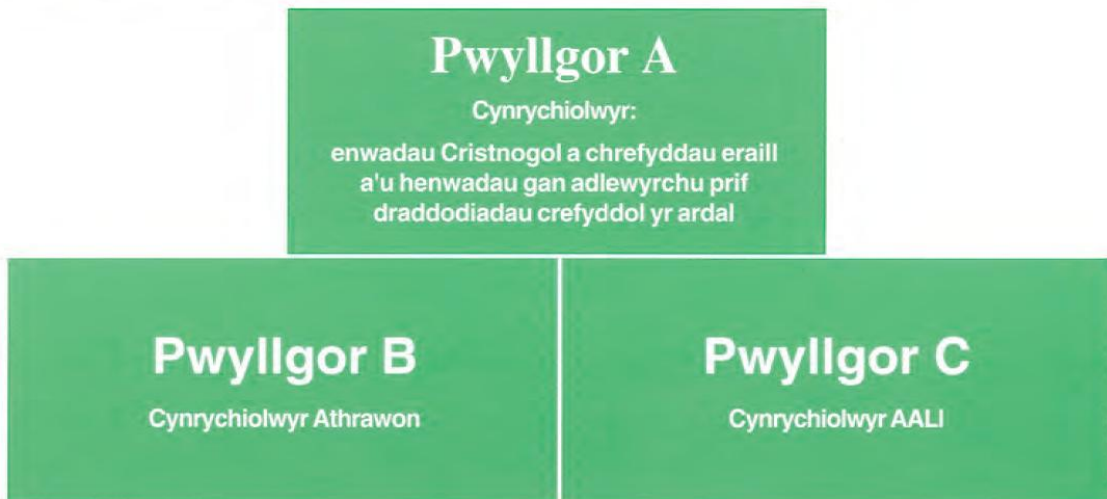 Pwyllgor A
Cynrychiolwyr:
enwadau Cristnogol a chrefyddau eraill
a'u henwadau gan adlewyrchu prif
draddodiadau crefyddol yr ardal
Pwyllgor B
Cynrychiolwyr Athrawon
Pwyllgor C
Cynrychiolwyr AALl